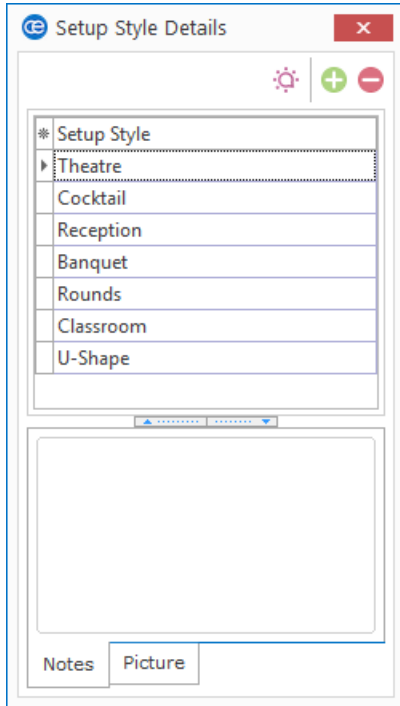 Setup Style Details
Setup Style
Theatre
Cocktail
Reception
Banquet
Rounds
Classroom
U-Shape
Notes Picture